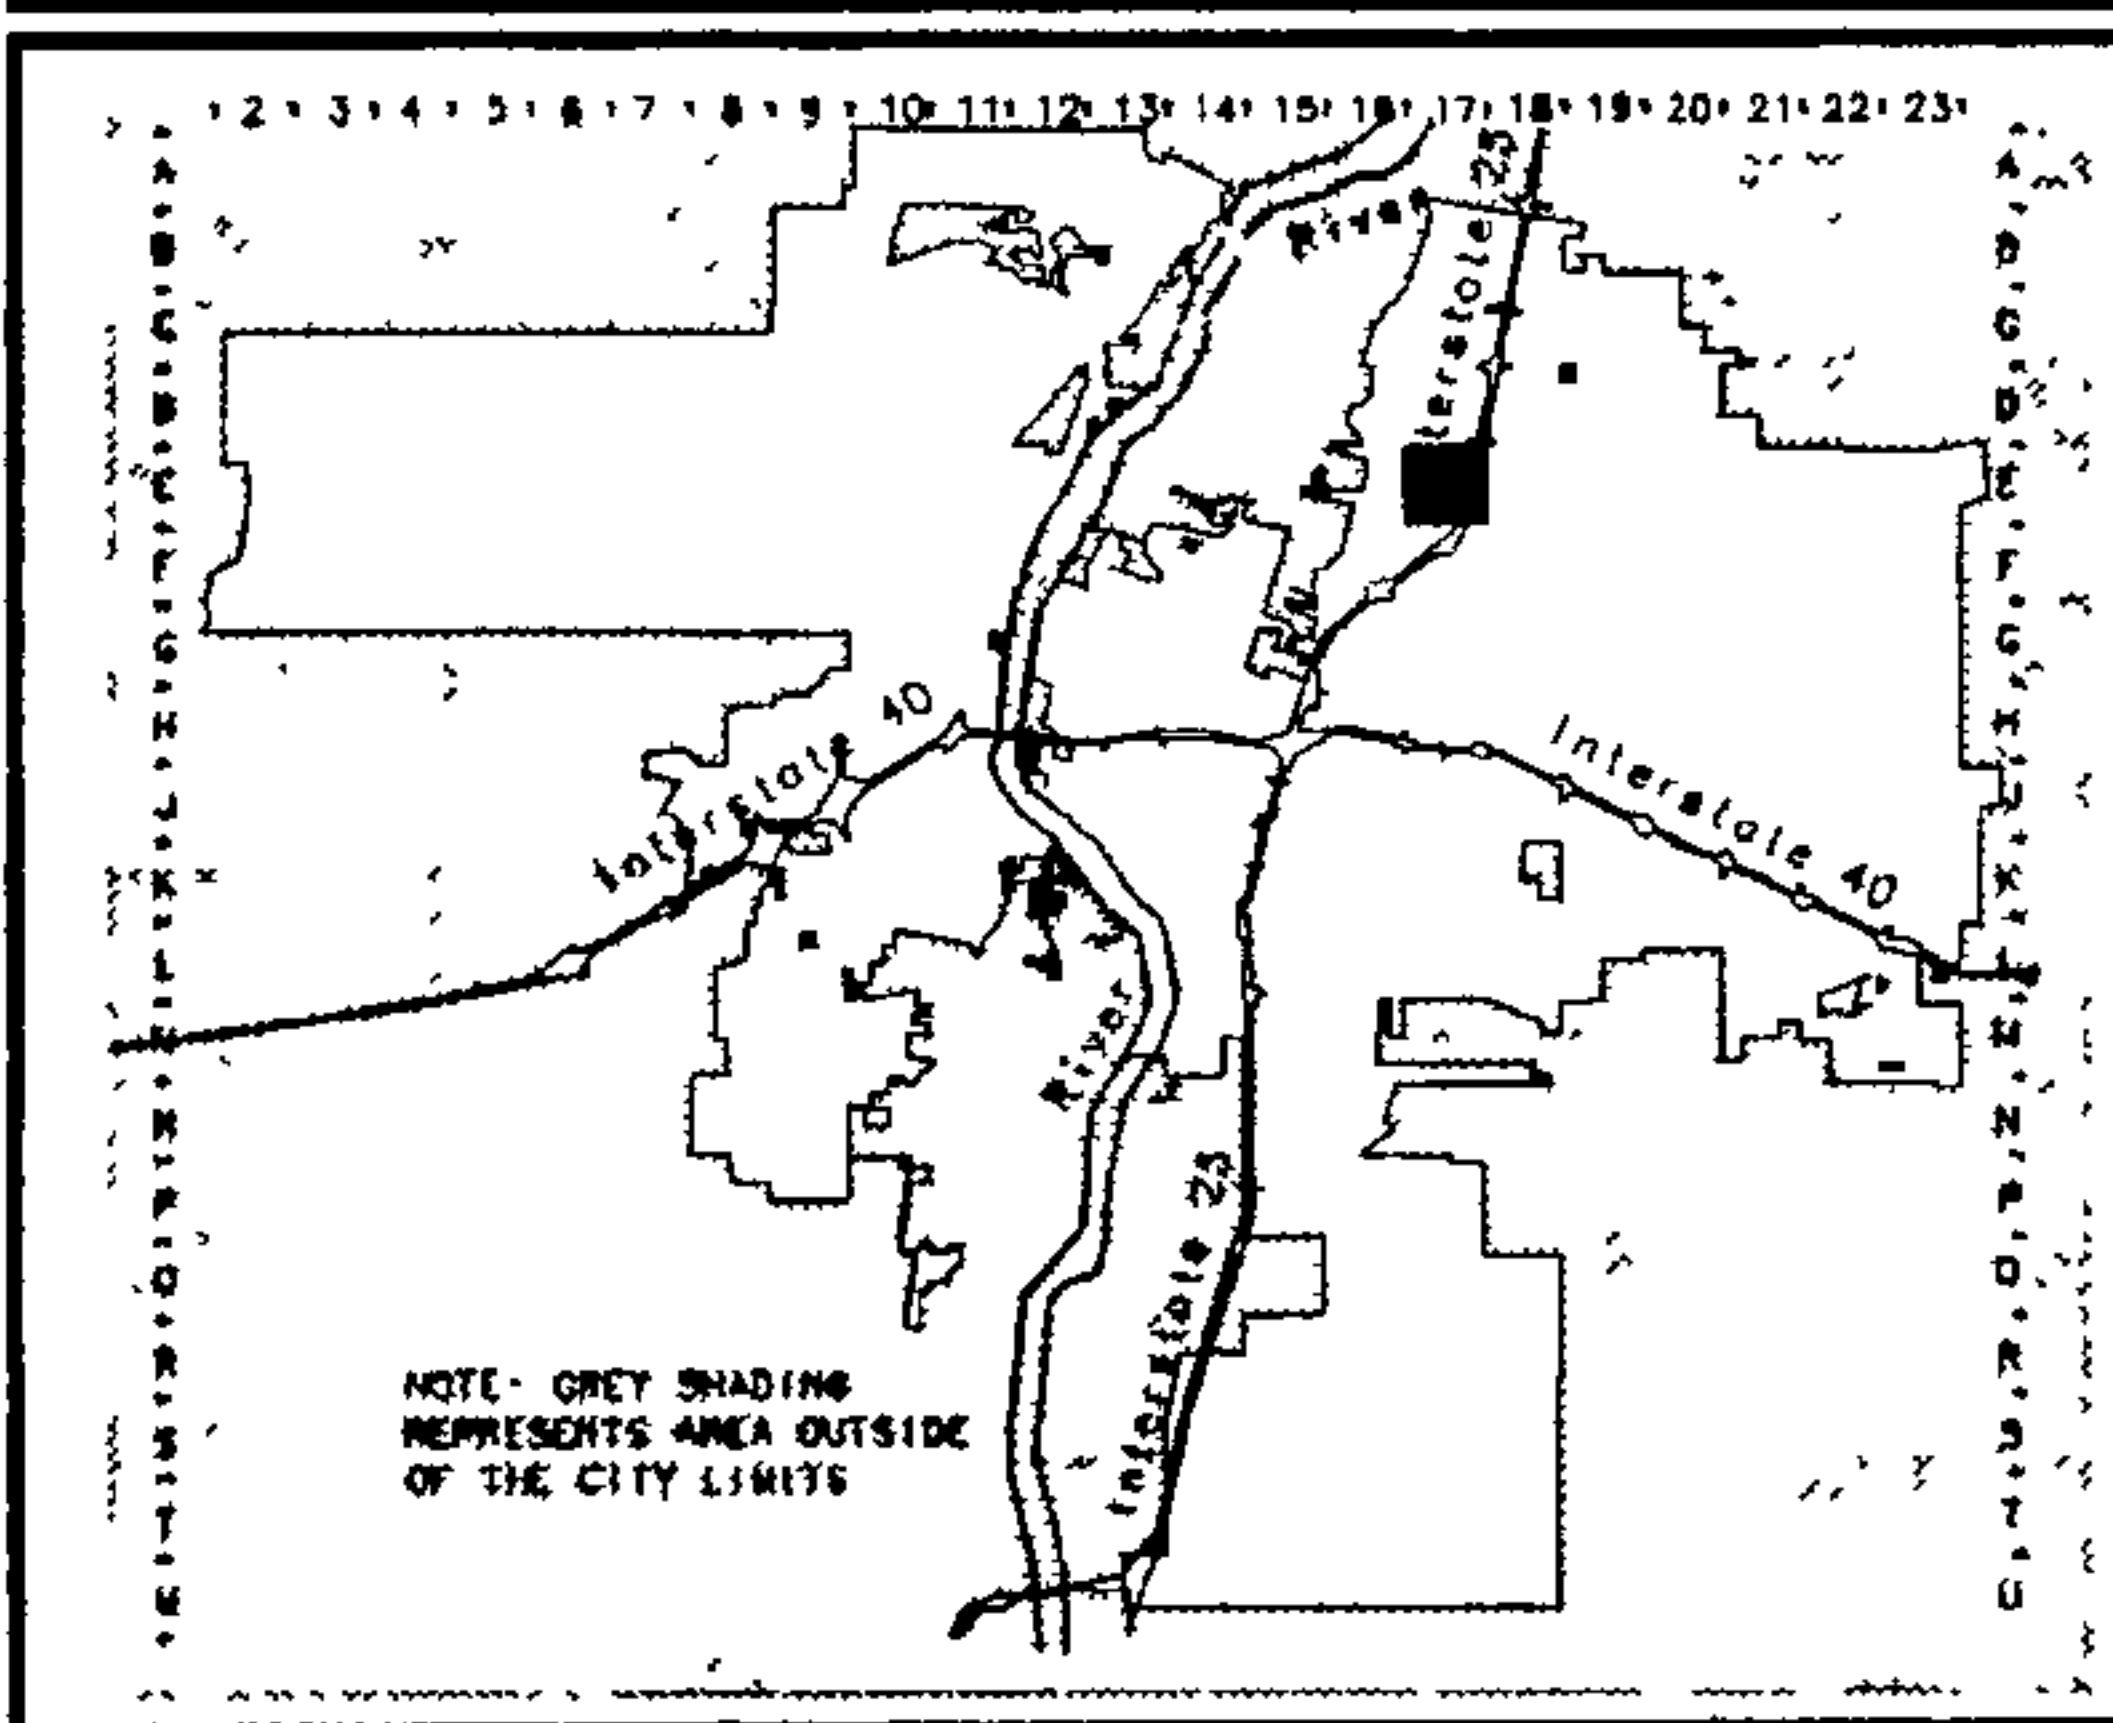 2 3 4 5 6 7 8 9 10 11 12 13 14 15 16 17 18 19 20 21 22 23
A A
B B
C C
D D
E E
F F
G G
H H
J J
K K
L L
M M
N N
P P
Q Q
R R
S S
T T
U U
River
Interstate 25
Interstate 40
Interstate 40
River
Interstate 25
NOTE- GREY SHADING
REPRESENTS AREA OUTSIDE
OF THE CITY LIMITS